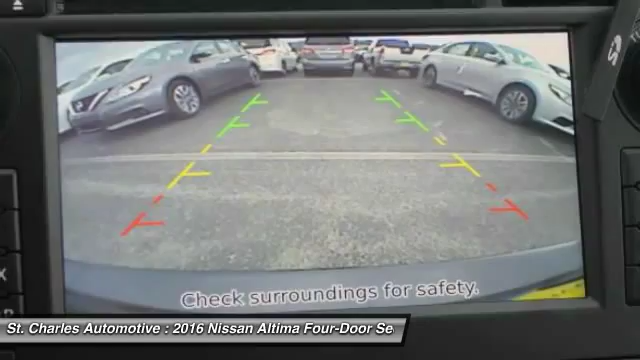 Check surroundings for safety.
St. Charles Automotive : 2016 Nissan Altima Four-Door Se